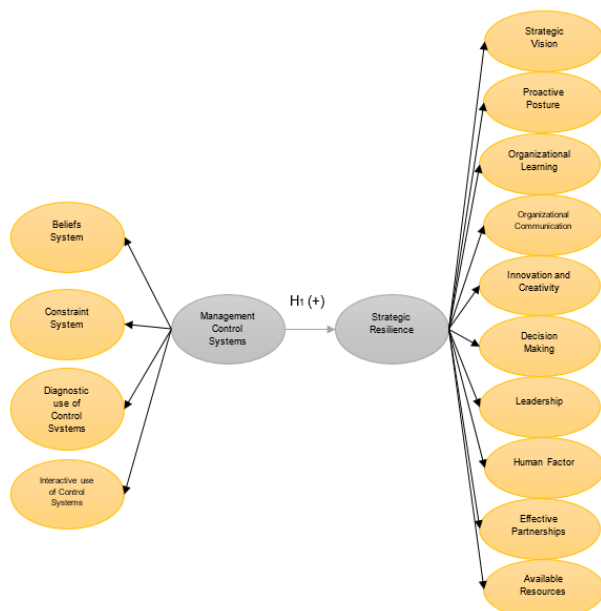 Strategic
Vision
Proactive
Posture
Organizational
Learning
Organizational
Communication
Innovation and
Creativity
Decision
Making
Leadership
Human Factor
Effective
Partnerships
Available
Resources
Beliefs
System
Constraint
System
Diagnostic
use of
Control
Systems
Interactive use
of Control
Systems
Management
Control
Systems
H1 (+)
Strategic
Resilience